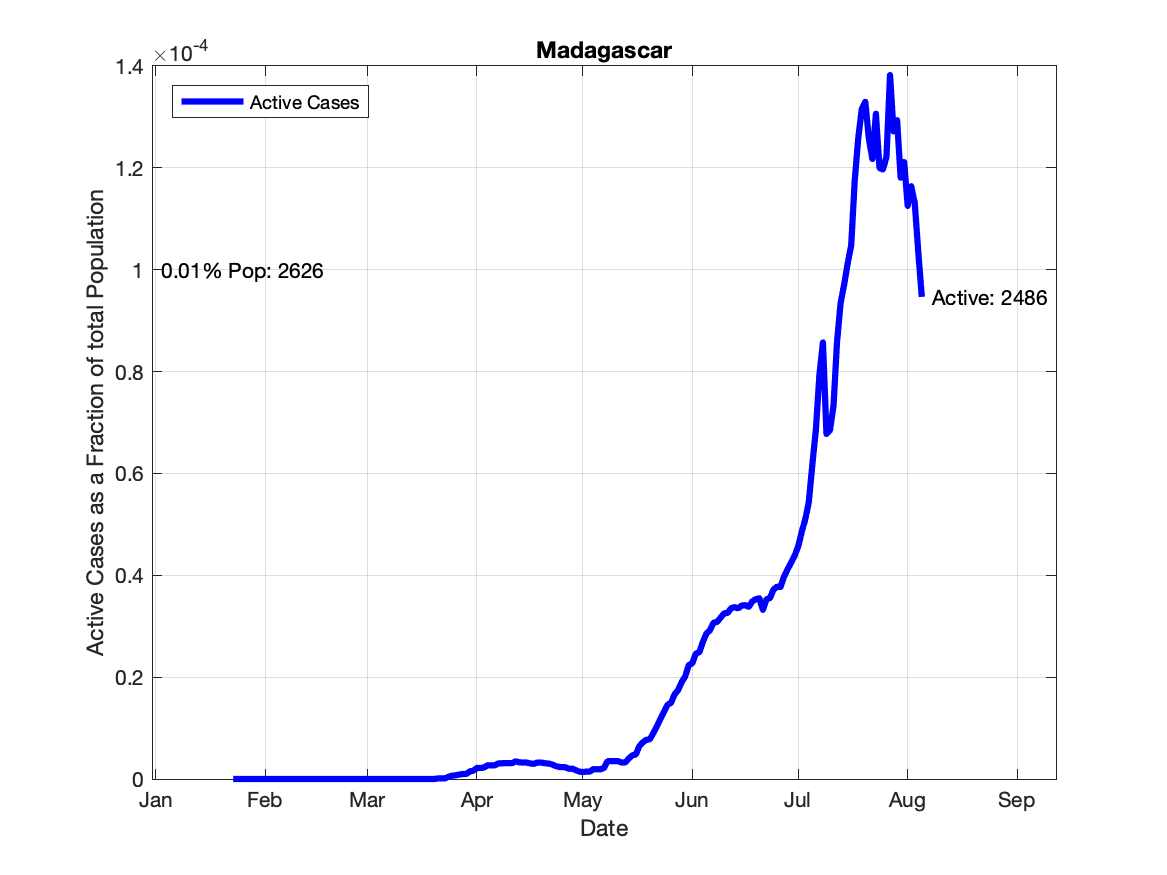 Madagascar
×10-4
1.4
1.2
1
0.8
0.6
0.4
0.2
0
Active Cases
0.01% Pop: 2626
Active: 2486
Active Cases as a Fraction of total Population
Jan Feb Mar Apr May Jun Jul Aug Sep
Date